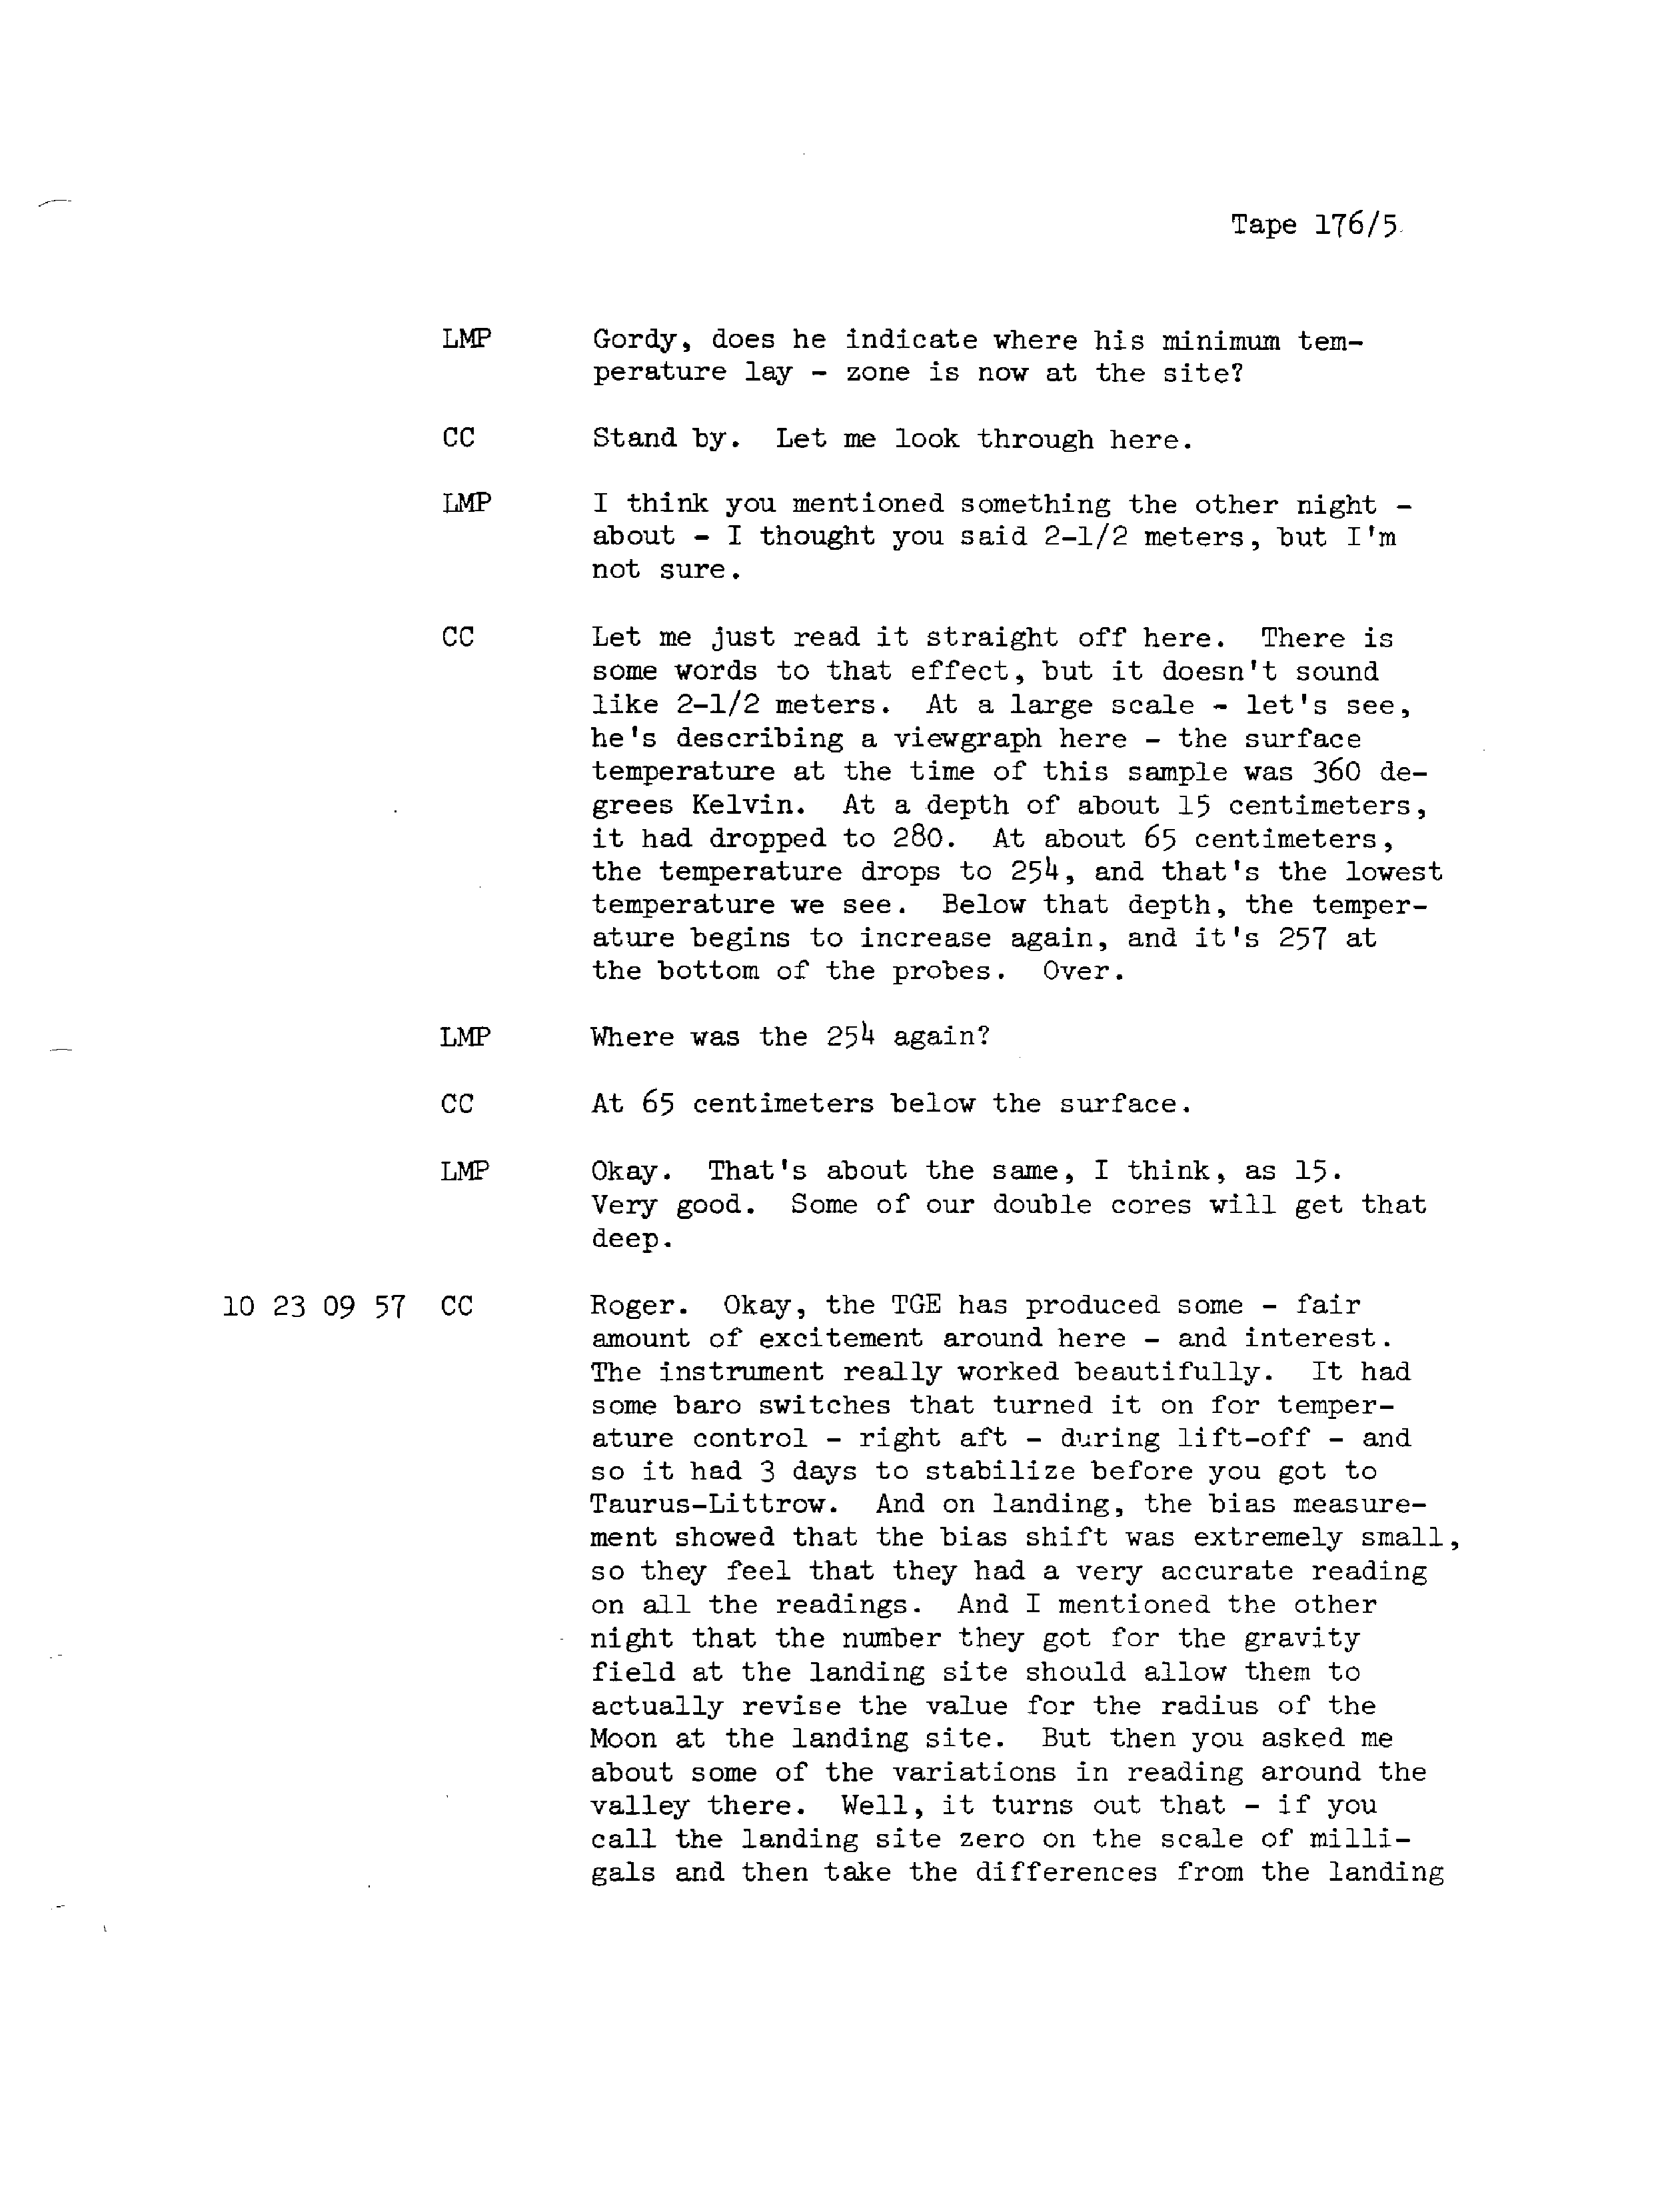 Tape 176/5
LMP Gordy, does he indicate where his minimum tem-
perature lay - zone is now at the site?
CC Stand by. Let me look through here.
LMP I think you mentioned something the other night -
about - I thought you said 2-1/2 meters, but I'm
not sure.
CC Let me just read it straight off here. There is
some words to that effect, but it doesn't sound
like 2-1/2 meters. At a large scale - let's see,
he's describing a viewgraph here - the surface
temperature at the time of this sample was 360 de-
grees Kelvin. At a depth of about 15 centimeters,
it had dropped to 280. At about 65 centimeters,
the temperature drops to 254, and that's the lowest
temperature we see. Below that depth, the temper-
ature begins to increase again, and it's 257 at
the bottom of the probes. Over.
LMP Where was the 254 again?
CC At 65 centimeters below the surface.
LMP Okay. That's about the same, I think, as 15.
Very good. Some of our double cores will get that
deep.
10 23 09 57 CC Roger. Okay, the TGE has produced some - fair
amount of excitement around here - and interest.
The instrument really worked beautifully. It had
some baro switches that turned it on for temper-
ature control - right aft - during lift-off - and
so it had 3 days to stabilize before you got to
Taurus-Littrow. And on landing, the bias measure-
ment showed that the bias shift was extremely small,
so they feel that they had a very accurate reading
on all the readings. And I mentioned the other
night that the number they got for the gravity
field at the landing site should allow them to
actually revise the value for the radius of the
Moon at the landing site. But then you asked me
about some of the variations in reading around the
valley there. Well, it turns out that - if you
call the landing site zero on the scale of milli-
gals and then take the differences from the landing